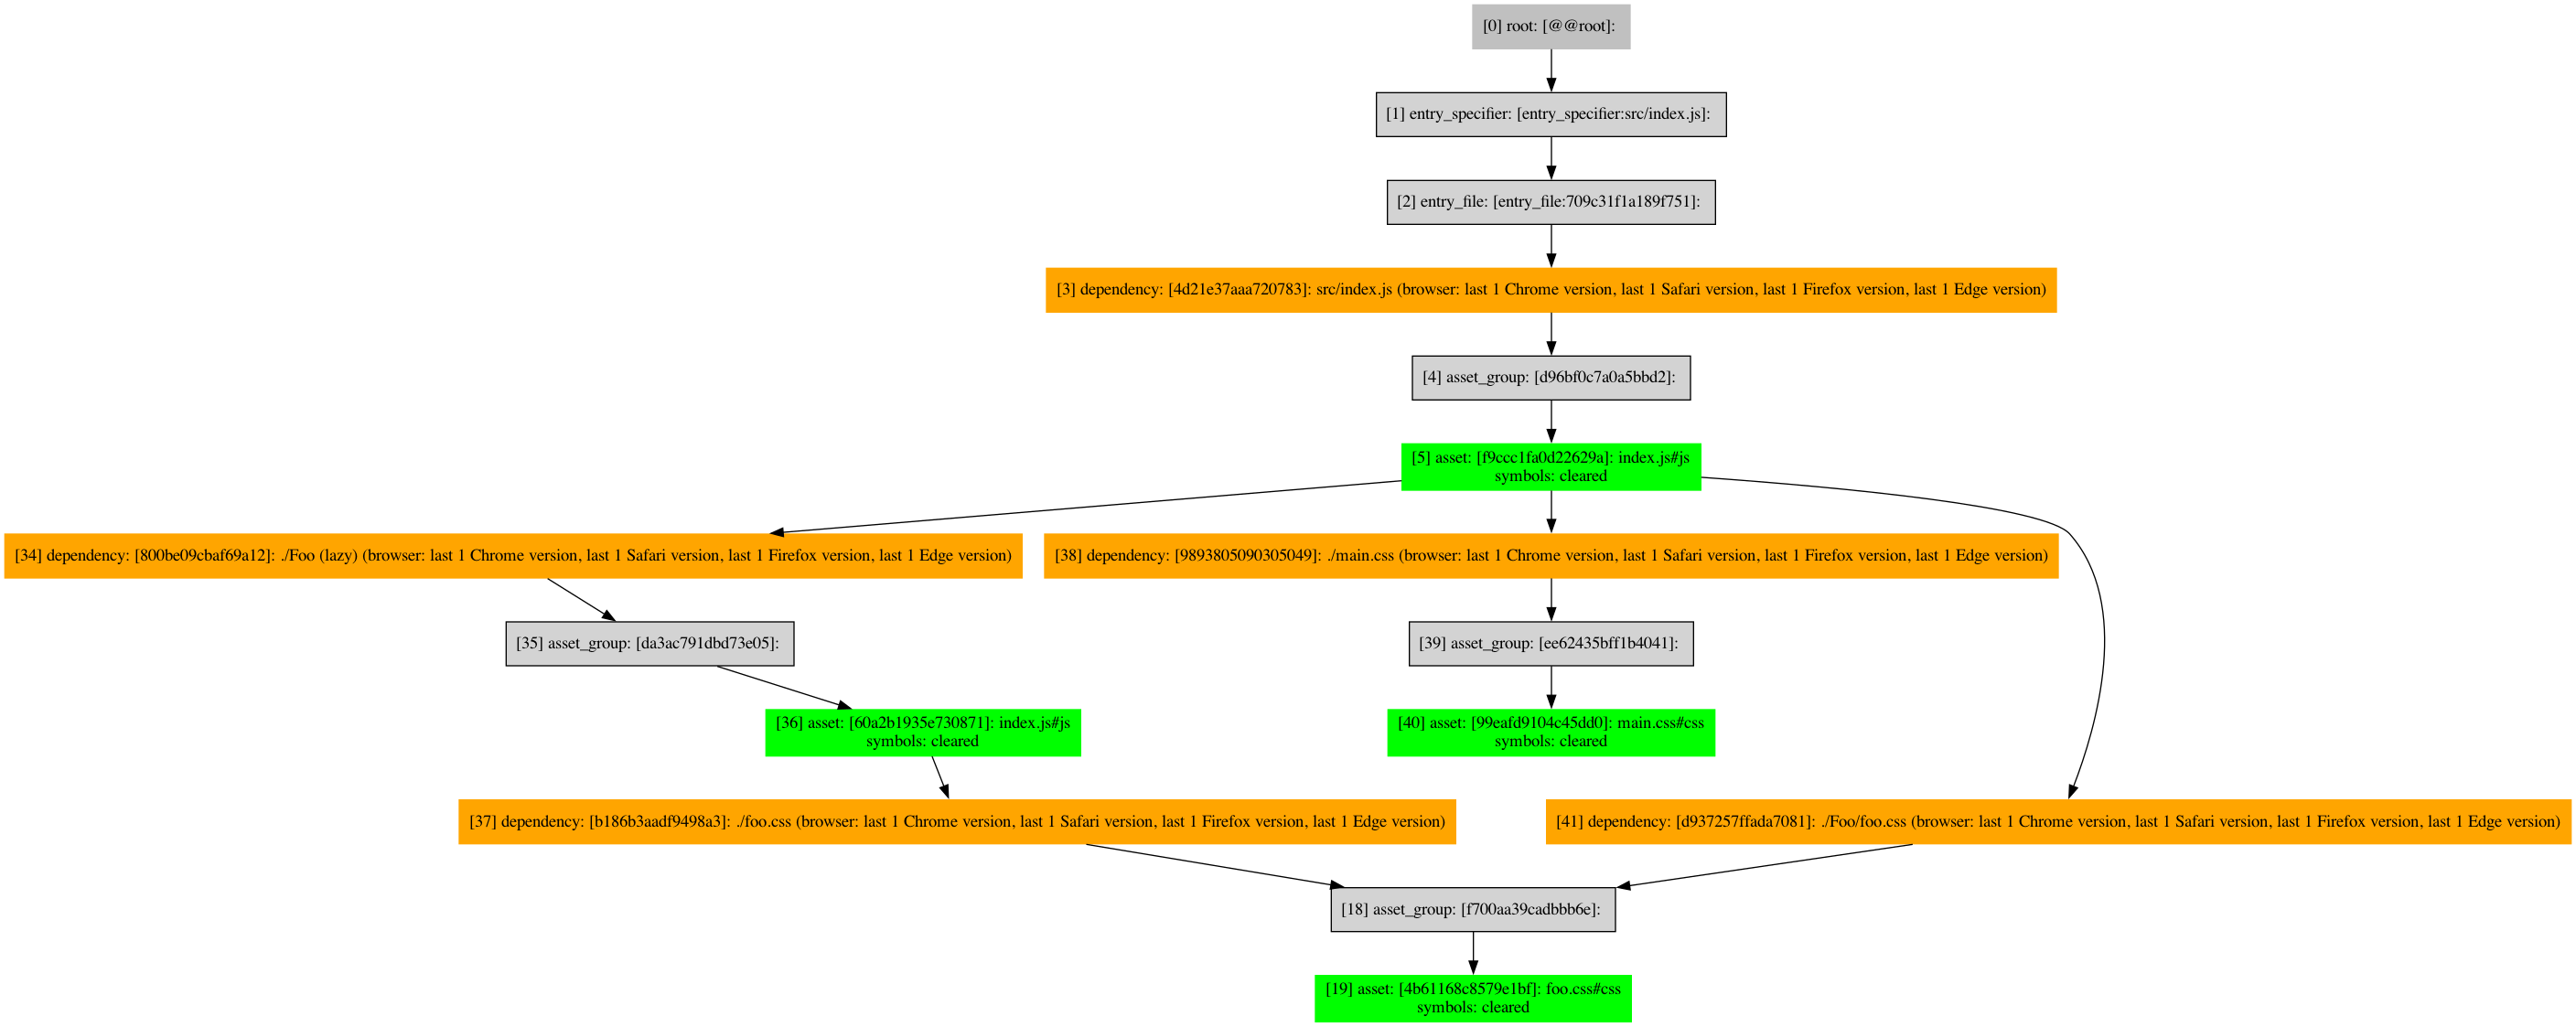 [0] root: [@@root]:
[1] entry_specifier: [entry_specifier:src/index.js]:
[2] entry_file: [entry_file:709c31f1a189f751]:
[3] dependency: [4d21e37aaa720783]: src/index.js (browser: last 1 Chrome version, last 1 Safari version, last 1 Firefox version, last 1 Edge version)
[4] asset_group: [d96bf0c7a0a5bbd2]:
[5] asset: [f9ccc1fa0d22629a]: index.js#js
symbols: cleared
[34] dependency: [800be09cbaf69a12]: ./Foo (lazy) (browser: last 1 Chrome version, last 1 Safari version, last 1 Firefox version, last 1 Edge version)
[38] dependency: [9893805090305049]: ./main.css (browser: last 1 Chrome version, last 1 Safari version, last 1 Firefox version, last 1 Edge version)
[35] asset_group: [da3ac791dbd73e05]:
[39] asset_group: [ee62435bff1b4041]:
[36] asset: [60a2b1935e730871]: index.js#js
symbols: cleared
[40] asset: [99eafd9104c45dd0]: main.css#css
symbols: cleared
[37] dependency: [b186b3aadf9498a3]: ./foo.css (browser: last 1 Chrome version, last 1 Safari version, last 1 Firefox version, last 1 Edge version)
[41] dependency: [d937257ffada7081]: ./Foo/foo.css (browser: last 1 Chrome version, last 1 Safari version, last 1 Firefox version, last 1 Edge version)
[18] asset_group: [f700aa39cadbbb6e]:
[19] asset: [4b61168c8579e1bf]: foo.css#css
symbols: cleared